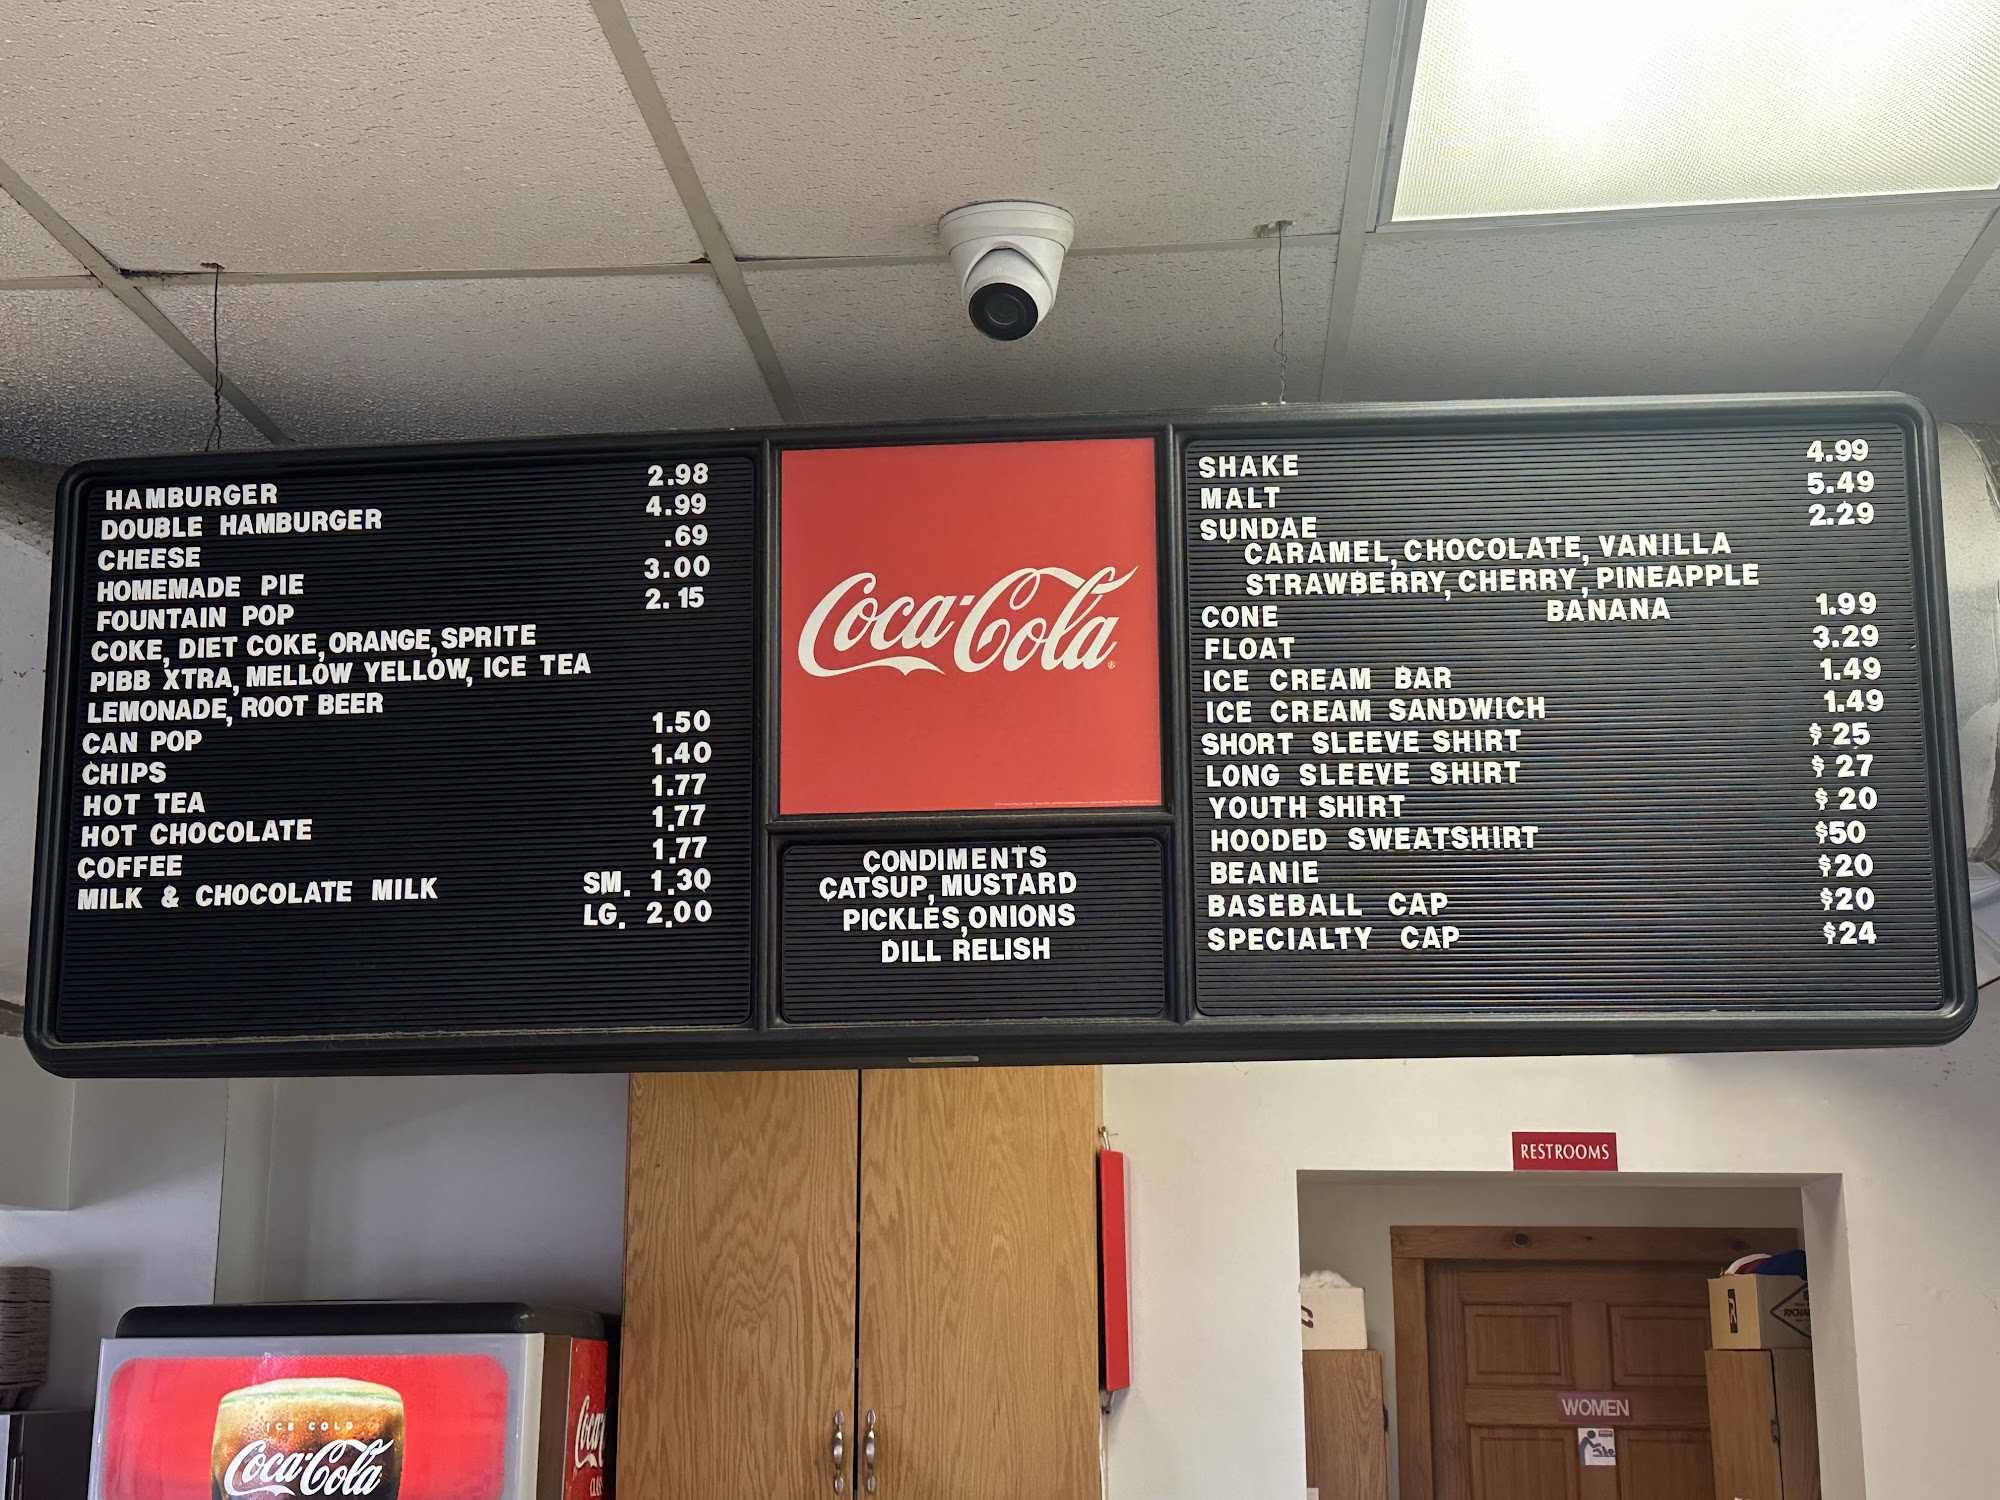 HAMBURGER 2.98
DOUBLE HAMBURGER 4.99
CHEESE .69
HOMEMADE PIE 3.00
FOUNTAIN POP 2.15
COKE, DIET COKE, ORANGE, SPRITE
PIBB XTRA, MELLOW YELLOW, ICE TEA
LEMONADE, ROOT BEER
CAN POP 1.50
CHIPS 1.40
HOT TEA 1.77
HOT CHOCOLATE 1.77
COFFEE 1.77
MILK & CHOCOLATE MILK SM. 1.30
LG. 2.00
Coca-Cola
CONDIMENTS
CATSUP, MUSTARD
PICKLES, ONIONS
DILL RELISH
SHAKE 4.99
MALT 5.49
SUNDAE 2.29
CARAMEL, CHOCOLATE, VANILLA
STRAWBERRY, CHERRY, PINEAPPLE
BANANA
CONE 1.99
FLOAT 3.29
ICE CREAM BAR 1.49
ICE CREAM SANDWICH 1.49
SHORT SLEEVE SHIRT $25
LONG SLEEVE SHIRT $27
YOUTH SHIRT $20
HOODED SWEATSHIRT $50
BEANIE $20
BASEBALL CAP $20
SPECIALTY CAP $24
RESTROOMS
WOMEN
ICE COLD
Coca-Cola